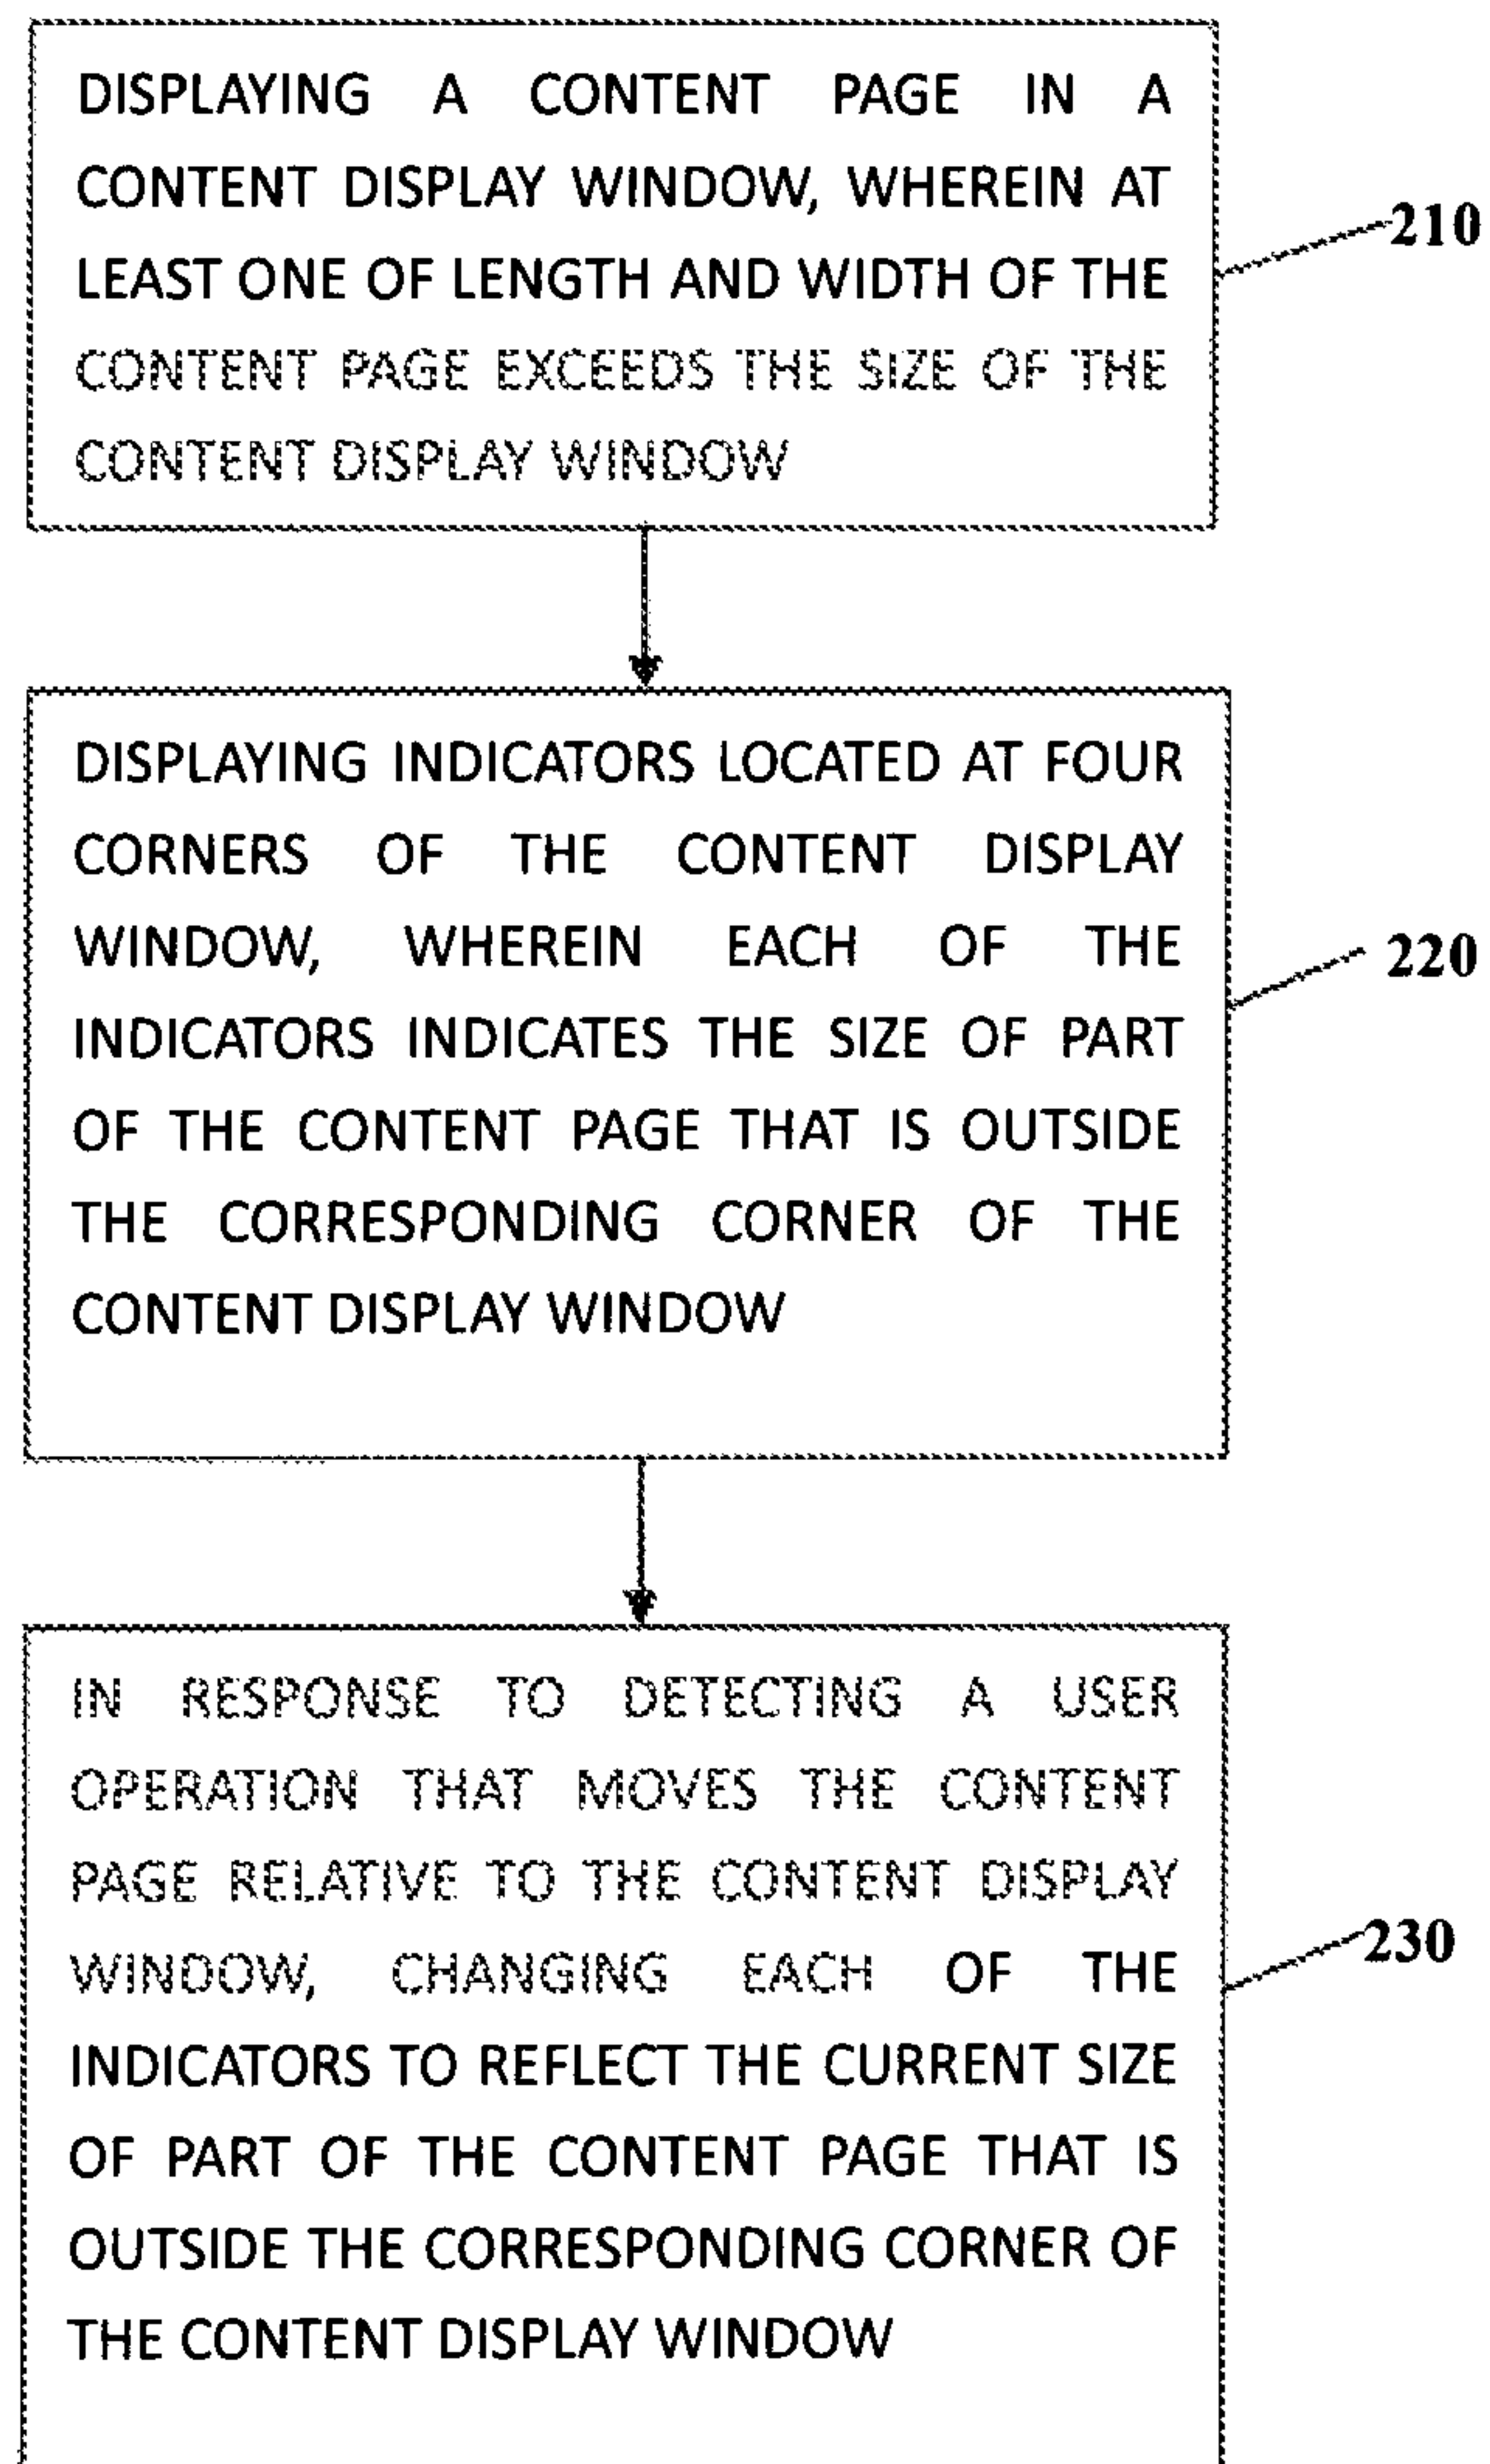 DISPLAYING A CONTENT PAGE IN A
CONTENT DISPLAY WINDOW, WHEREIN AT
LEAST ONE OF LENGTH AND WIDTH OF THE
CONTENT PAGE EXCEEDS THE SIZE OF THE
CONTENT DISPLAY WINDOW
210
DISPLAYING INDICATORS LOCATED AT FOUR
CORNERS OF THE CONTENT DISPLAY
WINDOW, WHEREIN EACH OF THE
INDICATORS INDICATES THE SIZE OF PART
OF THE CONTENT PAGE THAT IS OUTSIDE
THE CORRESPONDING CORNER OF THE
CONTENT DISPLAY WINDOW
220
IN RESPONSE TO DETECTING A USER
OPERATION THAT MOVES THE CONTENT
PAGE RELATIVE TO THE CONTENT DISPLAY
WINDOW, CHANGING EACH OF THE
INDICATORS TO REFLECT THE CURRENT SIZE
OF PART OF THE CONTENT PAGE THAT IS
OUTSIDE THE CORRESPONDING CORNER OF
THE CONTENT DISPLAY WINDOW
230